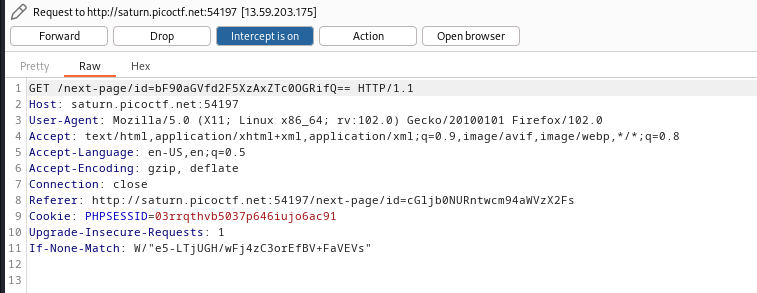 Request to http://saturn.picoctf.net:54197 [13.59.203.175]
Forward Drop Intercept is on Action Open browser
Pretty Raw Hex
1 GET /next-page/id=bF90aGVfd2F5XzAxZTc0OGRifQ== HTTP/1.1
2 Host: saturn.picoctf.net:54197
3 User-Agent: Mozilla/5.0 (X11; Linux x86_64; rv:102.0) Gecko/20100101 Firefox/102.0
4 Accept: text/html,application/xhtml+xml,application/xml;q=0.9,image/avif,image/webp,*/*;q=0.8
5 Accept-Language: en-US,en;q=0.5
6 Accept-Encoding: gzip, deflate
7 Connection: close
8 Referer: http://saturn.picoctf.net:54197/next-page/id=cGljb0NURntwcm94aWVzX2Fs
9 Cookie: PHPSESSID=03rrqthvb5037p646iujo6ac91
10 Upgrade-Insecure-Requests: 1
11 If-None-Match: W/"e5-LTjUGH/wFj4zC3orEfBV+FaVEVs"
12
13